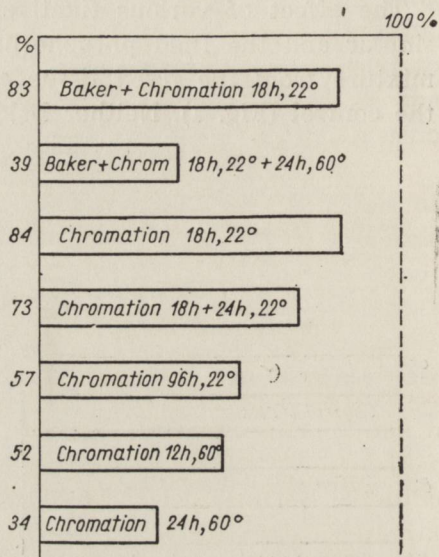 100%
%
83 Baker + Chromation 18h, 22°
39 Baker+Chrom 18h, 22° + 24h, 60°
84 Chromation 18h, 22°
73 Chromation 18h + 24h, 22°
57 Chromation 96h, 22°
52 Chromation 12h, 60°
34 Chromation 24h, 60°